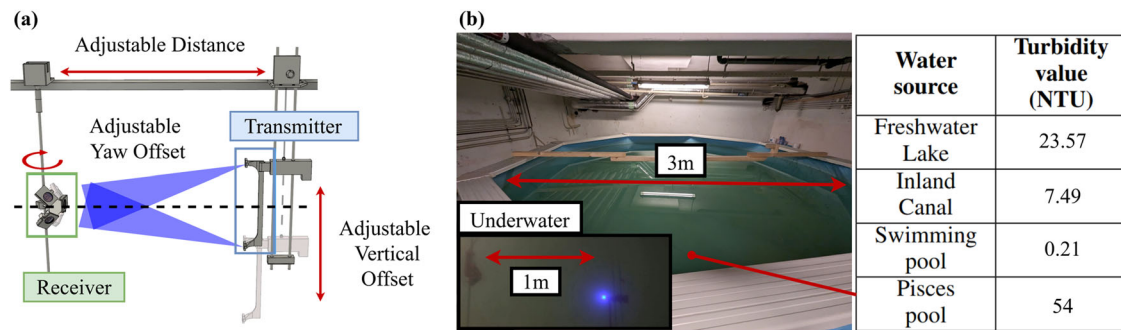 (a)
Adjustable Distance
Adjustable
Yaw Offset
Transmitter
Adjustable
Vertical
Offset
Receiver
(b)
3m
Underwater
1m
Water
source
Turbidity
value
(NTU)
Freshwater
Lake
23.57
Inland
Canal
7.49
Swimming
pool
0.21
Pisces
pool
54